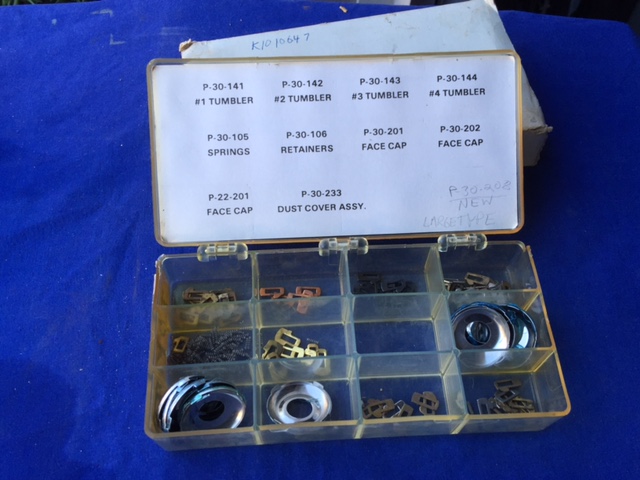 K1010647
P-30-141 P-30-142 P-30-143 P-30-144
#1 TUMBLER #2 TUMBLER #3 TUMBLER #4 TUMBLER
P-30-105 P-30-106 P-30-201 P-30-202
SPRINGS RETAINERS FACE CAP FACE CAP
P-22-201 P-30-233
FACE CAP DUST COVER ASSY.
NEW